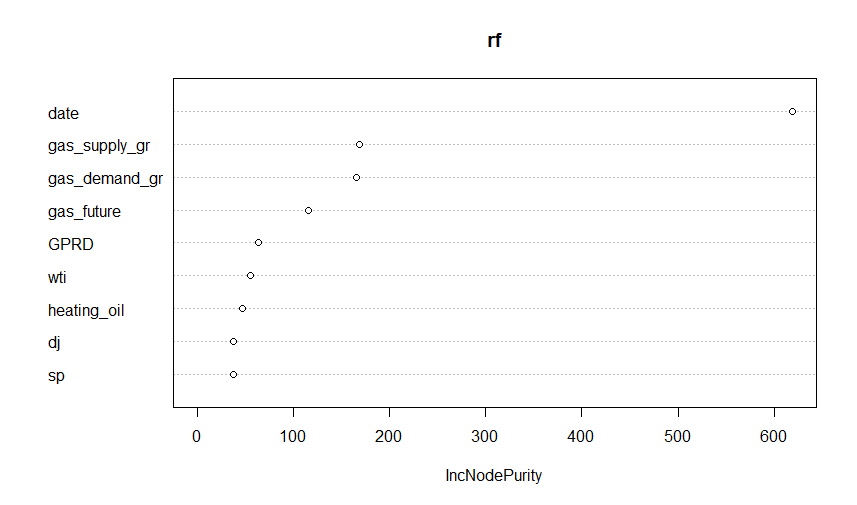 rf
date
gas_supply_gr
gas_demand_gr
gas_future
GPRD
wti
heating_oil
dj
sp
0 100 200 300 400 500 600
IncNodePurity